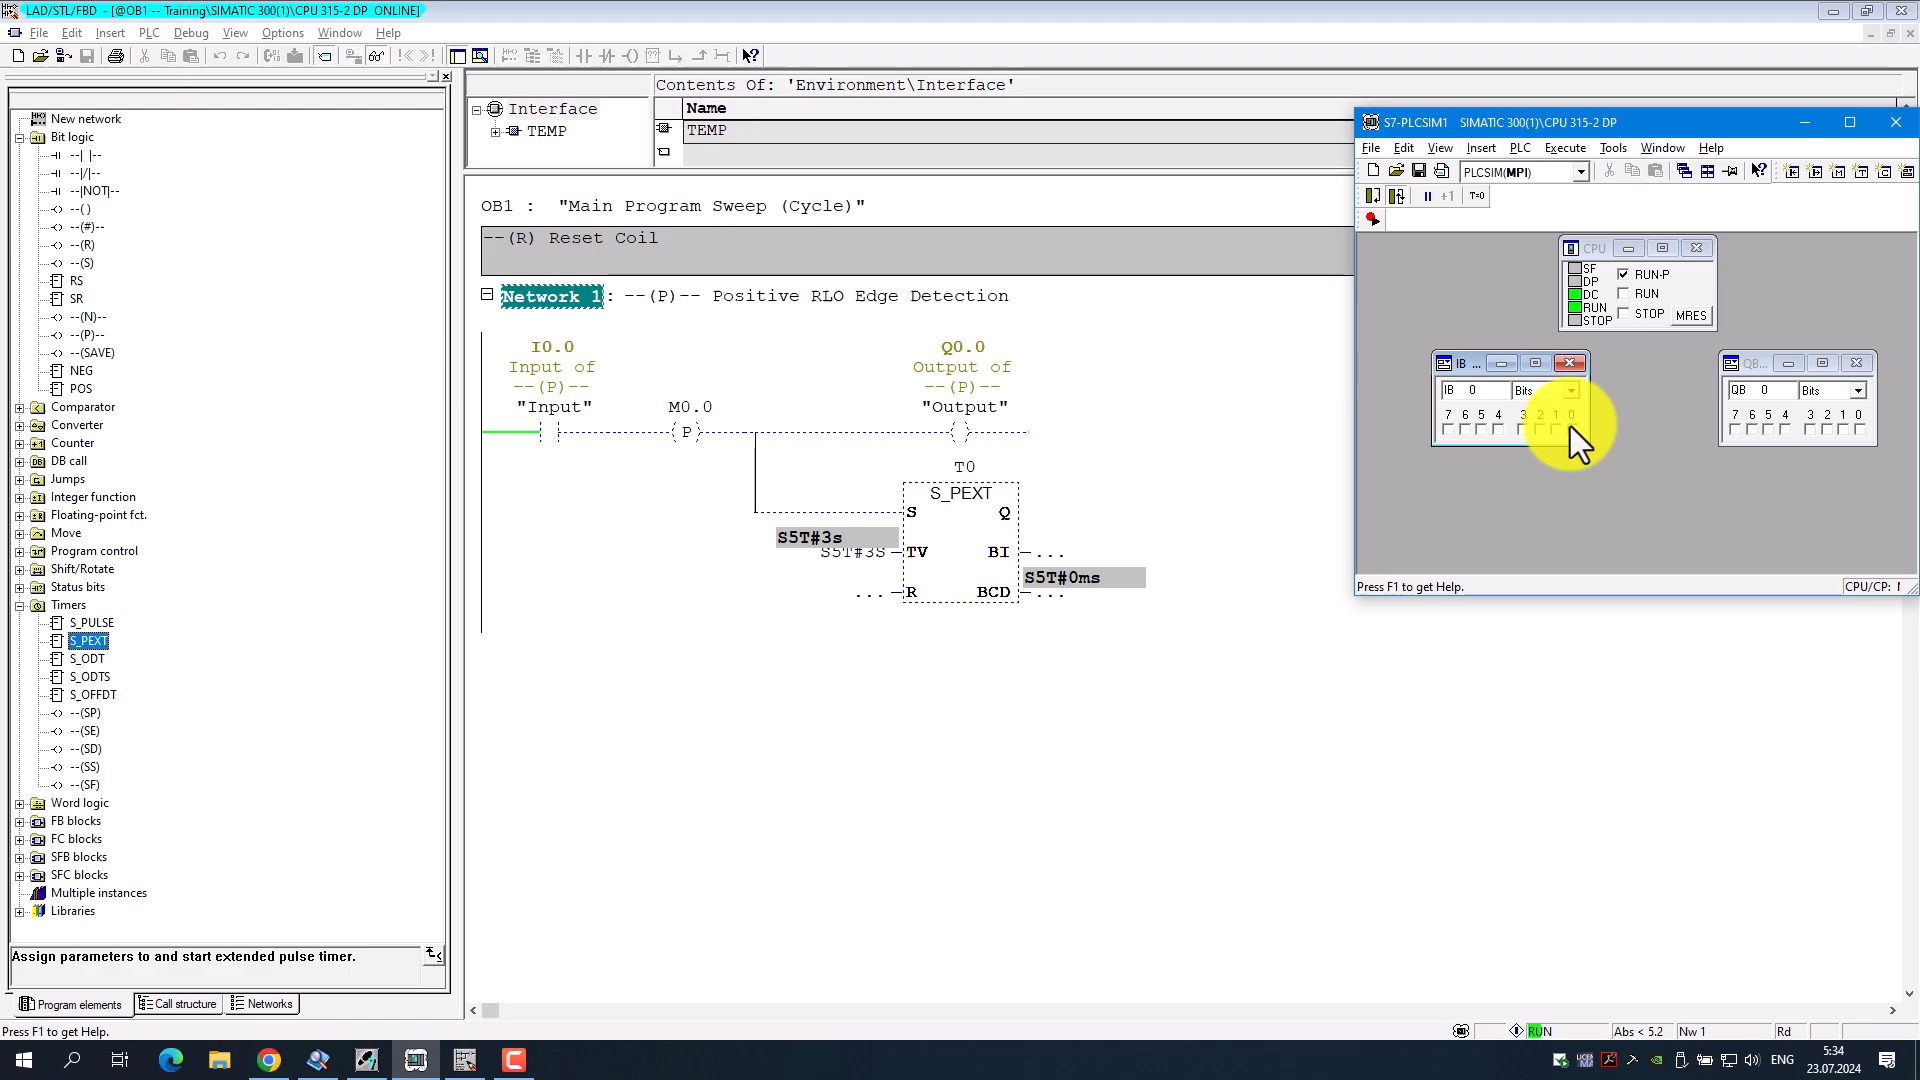 LAD/STL/FBD - [@OB1 -- Training\SIMATIC 300(1)\CPU 315-2 DP ONLINE]
File Edit Insert PLC Debug View Options Window Help
New network
Bit logic
--| |--
--|/|--
--|NOT|--
--( )
--(#)--
--(R)
--(S)
RS
SR
--(N)--
--(P)--
--(SAVE)
NEG
POS
Comparator
Converter
Counter
DB call
Jumps
Integer function
Floating-point fct.
Move
Program control
Shift/Rotate
Status bits
Timers
S_PULSE
S_PEXT
S_ODT
S_ODTS
S_OFFDT
--(SP)
--(SE)
--(SD)
--(SS)
--(SF)
Word logic
FB blocks
FC blocks
SFB blocks
SFC blocks
Multiple instances
Libraries
Assign parameters to and start extended pulse timer.
Program elements Call structure Networks
Press F1 to get Help.
Contents Of: 'Environment\Interface'
Interface
TEMP
Name
TEMP
OB1 : "Main Program Sweep (Cycle)"
--(R) Reset Coil
Network 1: --(P)-- Positive RLO Edge Detection
I0.0
Input of
--(P)--
"Input"
M0.0
P
Q0.0
Output of
--(P)--
"Output"
T0
S_PEXT
S Q
S5T#3s
S5T#3S TV BI ...
S5T#0ms
... R BCD ...
S7-PLCSIM1 SIMATIC 300(1)\CPU 315-2 DP
File Edit View Insert PLC Execute Tools Window Help
PLCSIM(MPI)
+1 T=0
CPU
SF
DP
DC
RUN
STOP
RUN-P
RUN
STOP MRES
IB ...
IB 0 Bits
7 6 5 4 3 2 1 0
QB...
QB 0 Bits
7 6 5 4 3 2 1 0
Press F1 to get Help.
CPU/CP:
RUN Abs < 5.2 Nw 1 Rd
ENG
5:34
23.07.2024